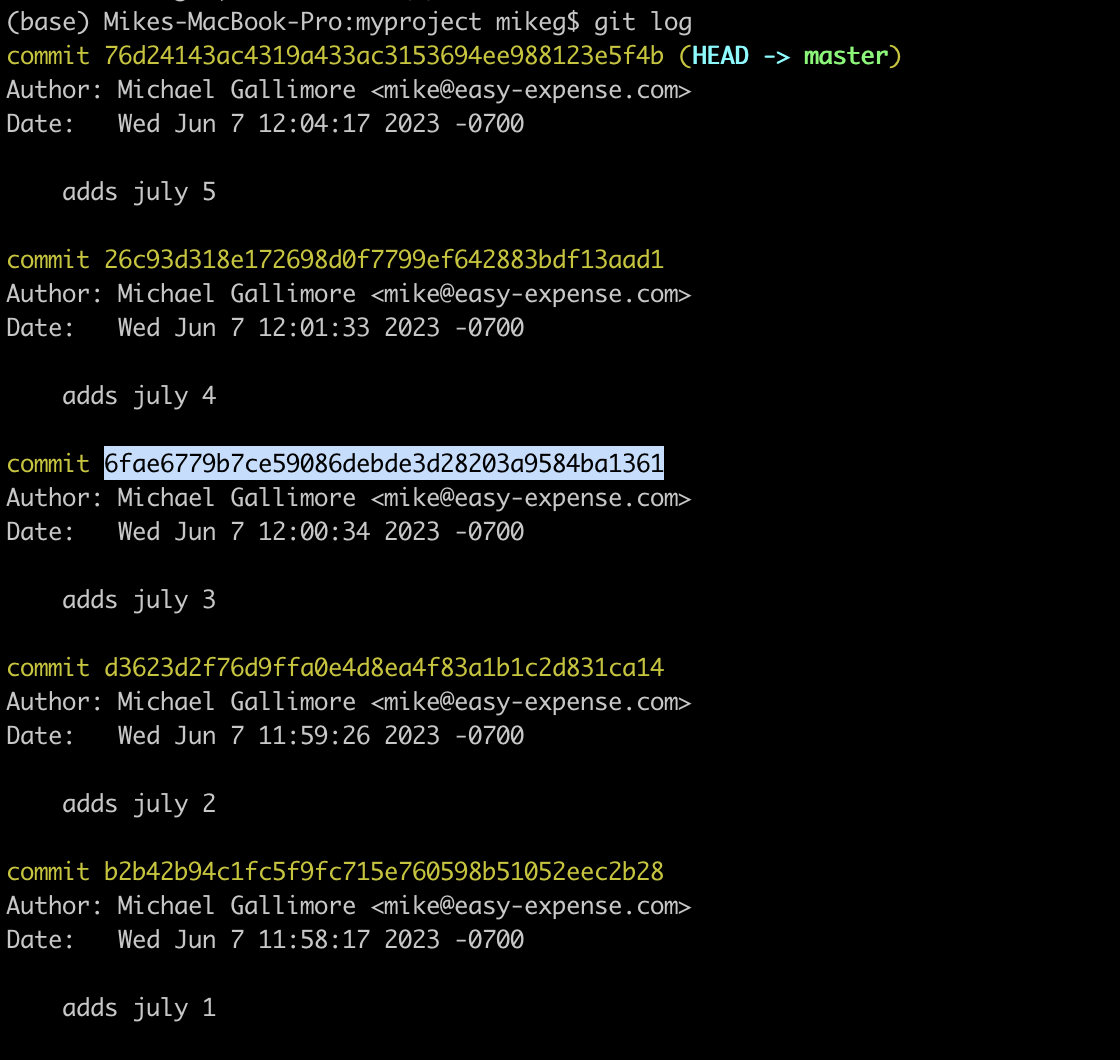 (base) Mikes-MacBook-Pro:myproject mikeg$ git log
commit 76d24143ac4319a433ac3153694ee988123e5f4b (HEAD -> master)
Author: Michael Gallimore <mike@easy-expense.com>
Date:   Wed Jun 7 12:04:17 2023 -0700
adds july 5
commit 26c93d318e172698d0f7799ef642883bdf13aad1
Author: Michael Gallimore <mike@easy-expense.com>
Date:   Wed Jun 7 12:01:33 2023 -0700
adds july 4
commit 6fae6779b7ce59086debde3d28203a9584ba1361
Author: Michael Gallimore <mike@easy-expense.com>
Date:   Wed Jun 7 12:00:34 2023 -0700
adds july 3
commit d3623d2f76d9ffa0e4d8ea4f83a1b1c2d831ca14
Author: Michael Gallimore <mike@easy-expense.com>
Date:   Wed Jun 7 11:59:26 2023 -0700
adds july 2
commit b2b42b94c1fc5f9fc715e760598b51052eec2b28
Author: Michael Gallimore <mike@easy-expense.com>
Date:   Wed Jun 7 11:58:17 2023 -0700
adds july 1